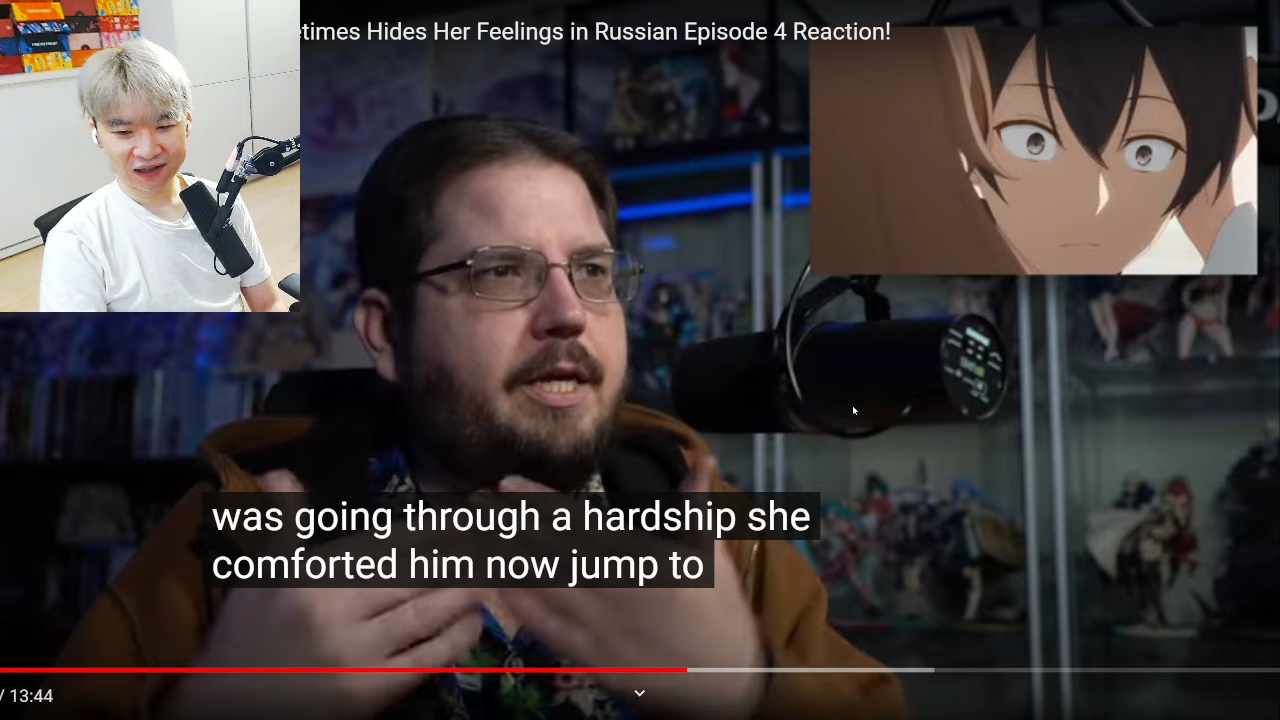 etimes Hides Her Feelings in Russian Episode 4 Reaction!
was going through a hardship she
comforted him now jump to
/ 13:44